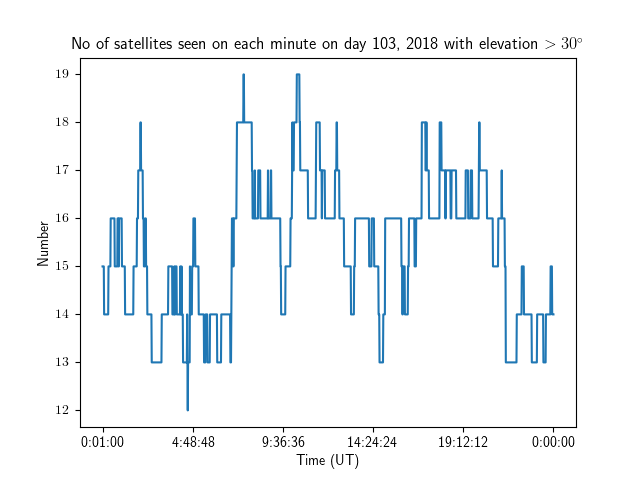 No of satellites seen on each minute on day 103, 2018 with elevation > 30°
19
18
17
16
15
14
13
12
Number
0:01:00 4:48:48 9:36:36 14:24:24 19:12:12 0:00:00
Time (UT)